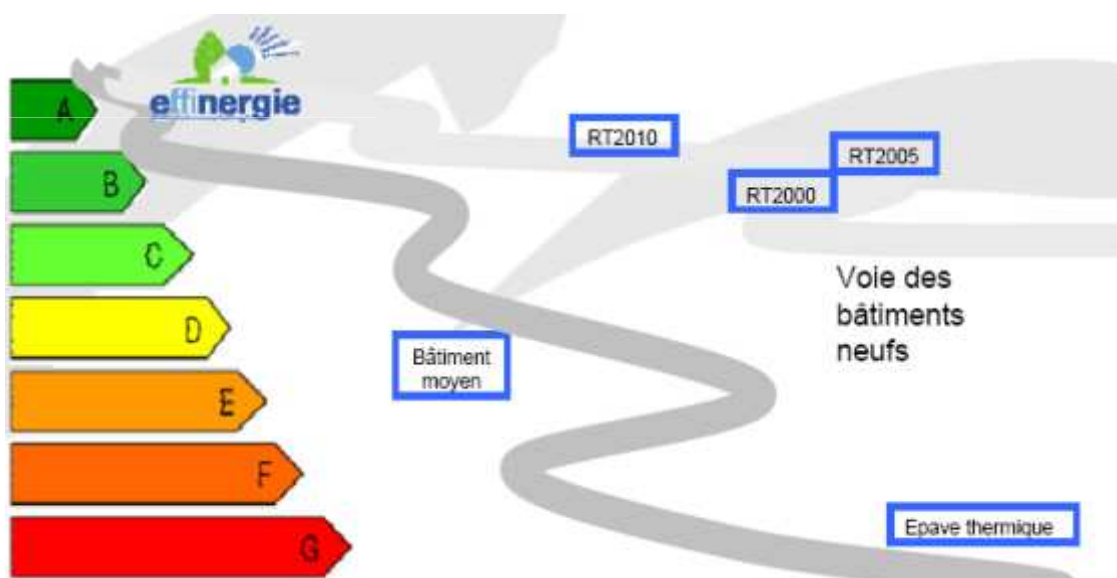 effinergie
A
RT2010
RT2005
B
RT2000
C
Voie des
bâtiments
neufs
D
Bâtiment
moyen
E
F
Epave thermique
G